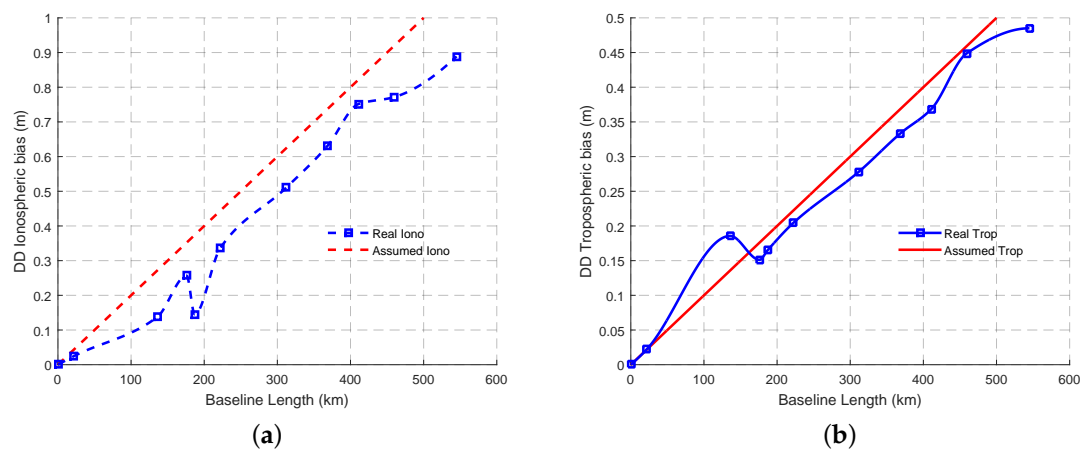 1
0.9
0.8
0.7
0.6
0.5
0.4
0.3
0.2
0.1
0
DD Ionospheric bias (m)
Real Iono
Assumed Iono
0 100 200 300 400 500 600
Baseline Length (km)
(a)
0.5
0.45
0.4
0.35
0.3
0.25
0.2
0.15
0.1
0.05
0
DD Tropospheric bias (m)
Real Trop
Assumed Trop
0 100 200 300 400 500 600
Baseline Length (km)
(b)